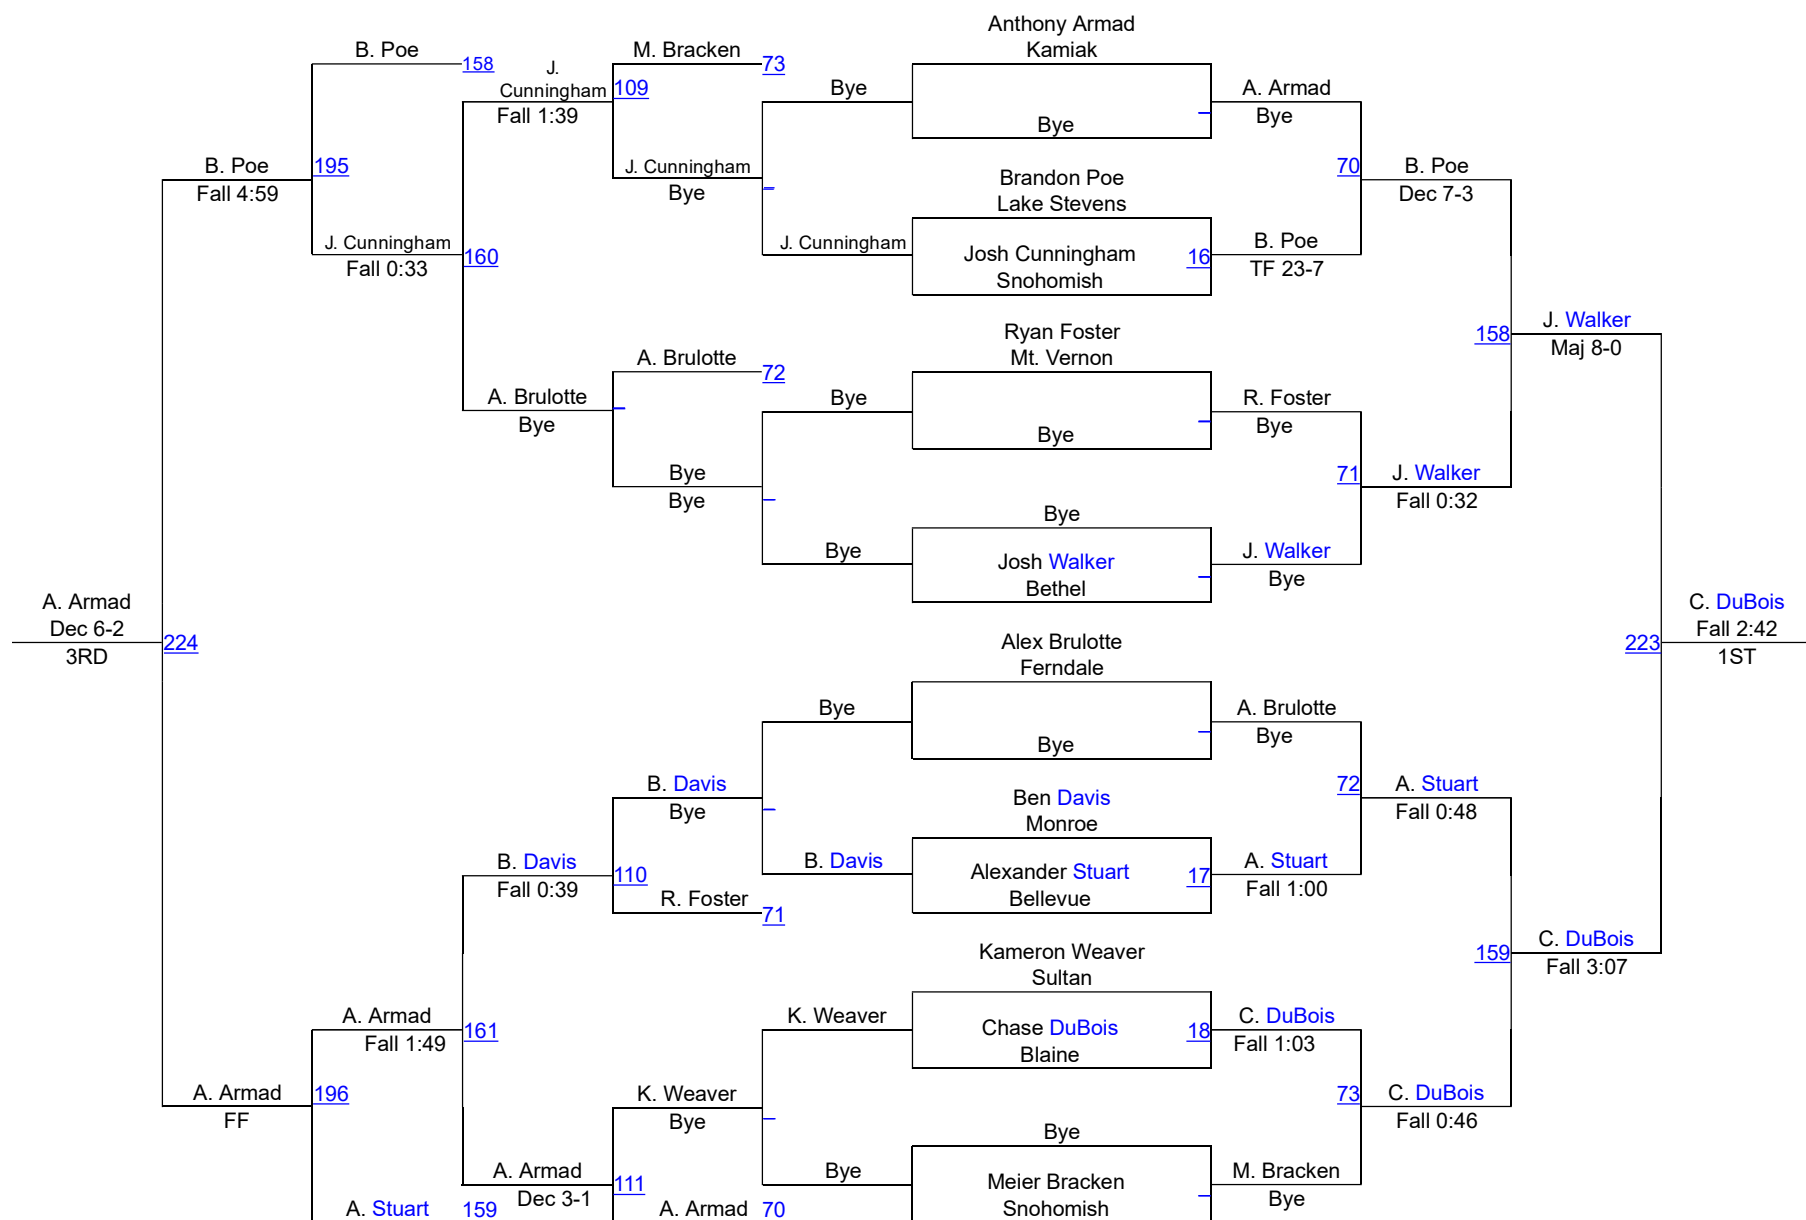 Anthony Armad
Kamiak
B. Poe
158
J.
Cunningham
Fall 1:39
M. Bracken
73
109
Bye
Bye
A. Armad
Bye
B. Poe
Fall 4:59
195
J. Cunningham
Bye
Brandon Poe
Lake Stevens
70
B. Poe
Dec 7-3
J. Cunningham
Fall 0:33
160
J. Cunningham
Josh Cunningham
Snohomish
16
B. Poe
TF 23-7
Ryan Foster
Mt. Vernon
158
J. Walker
Maj 8-0
A. Brulotte
72
A. Brulotte
Bye
Bye
Bye
R. Foster
Bye
Bye
Bye
71
J. Walker
Fall 0:32
Bye
Bye
Josh Walker
Bethel
J. Walker
Bye
A. Armad
Dec 6-2
3RD
224
Alex Brulotte
Ferndale
223
C. DuBois
Fall 2:42
1ST
Bye
Bye
A. Brulotte
Bye
B. Davis
Bye
Ben Davis
Monroe
72
A. Stuart
Fall 0:48
B. Davis
Fall 0:39
110
R. Foster
71
B. Davis
Alexander Stuart
Bellevue
17
A. Stuart
Fall 1:00
Kameron Weaver
Sultan
159
C. DuBois
Fall 3:07
A. Armad
Fall 1:49
161
K. Weaver
Chase DuBois
Blaine
18
C. DuBois
Fall 1:03
A. Armad
FF
196
K. Weaver
Bye
73
C. DuBois
Fall 0:46
Bye
A. Armad
Dec 3-1
111
Bye
Meier Bracken
Snohomish
M. Bracken
Bye
A. Stuart
159
A. Armad
70